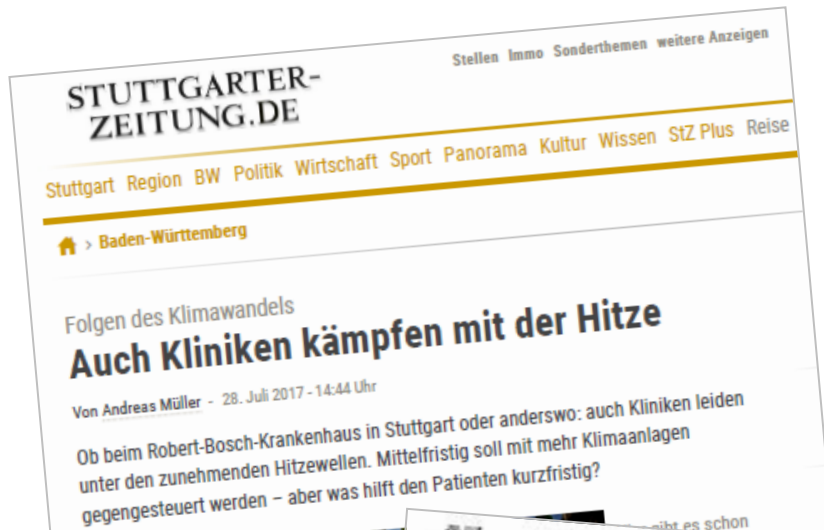 Stellen Immo Sonderthemen weitere Anzeigen
STUTTGARTER-
ZEITUNG.DE
Stuttgart Region BW Politik Wirtschaft Sport Panorama Kultur Wissen StZ Plus Reise
> Baden-Württemberg
Folgen des Klimawandels
Auch Kliniken kämpfen mit der Hitze
Von Andreas Müller - 28. Juli 2017 - 14:44 Uhr
Ob beim Robert-Bosch-Krankenhaus in Stuttgart oder anderswo: auch Kliniken leiden
unter den zunehmenden Hitzewellen. Mittelfristig soll mit mehr Klimaanlagen
gegengesteuert werden – aber was hilft den Patienten kurzfristig?
gibt es schon